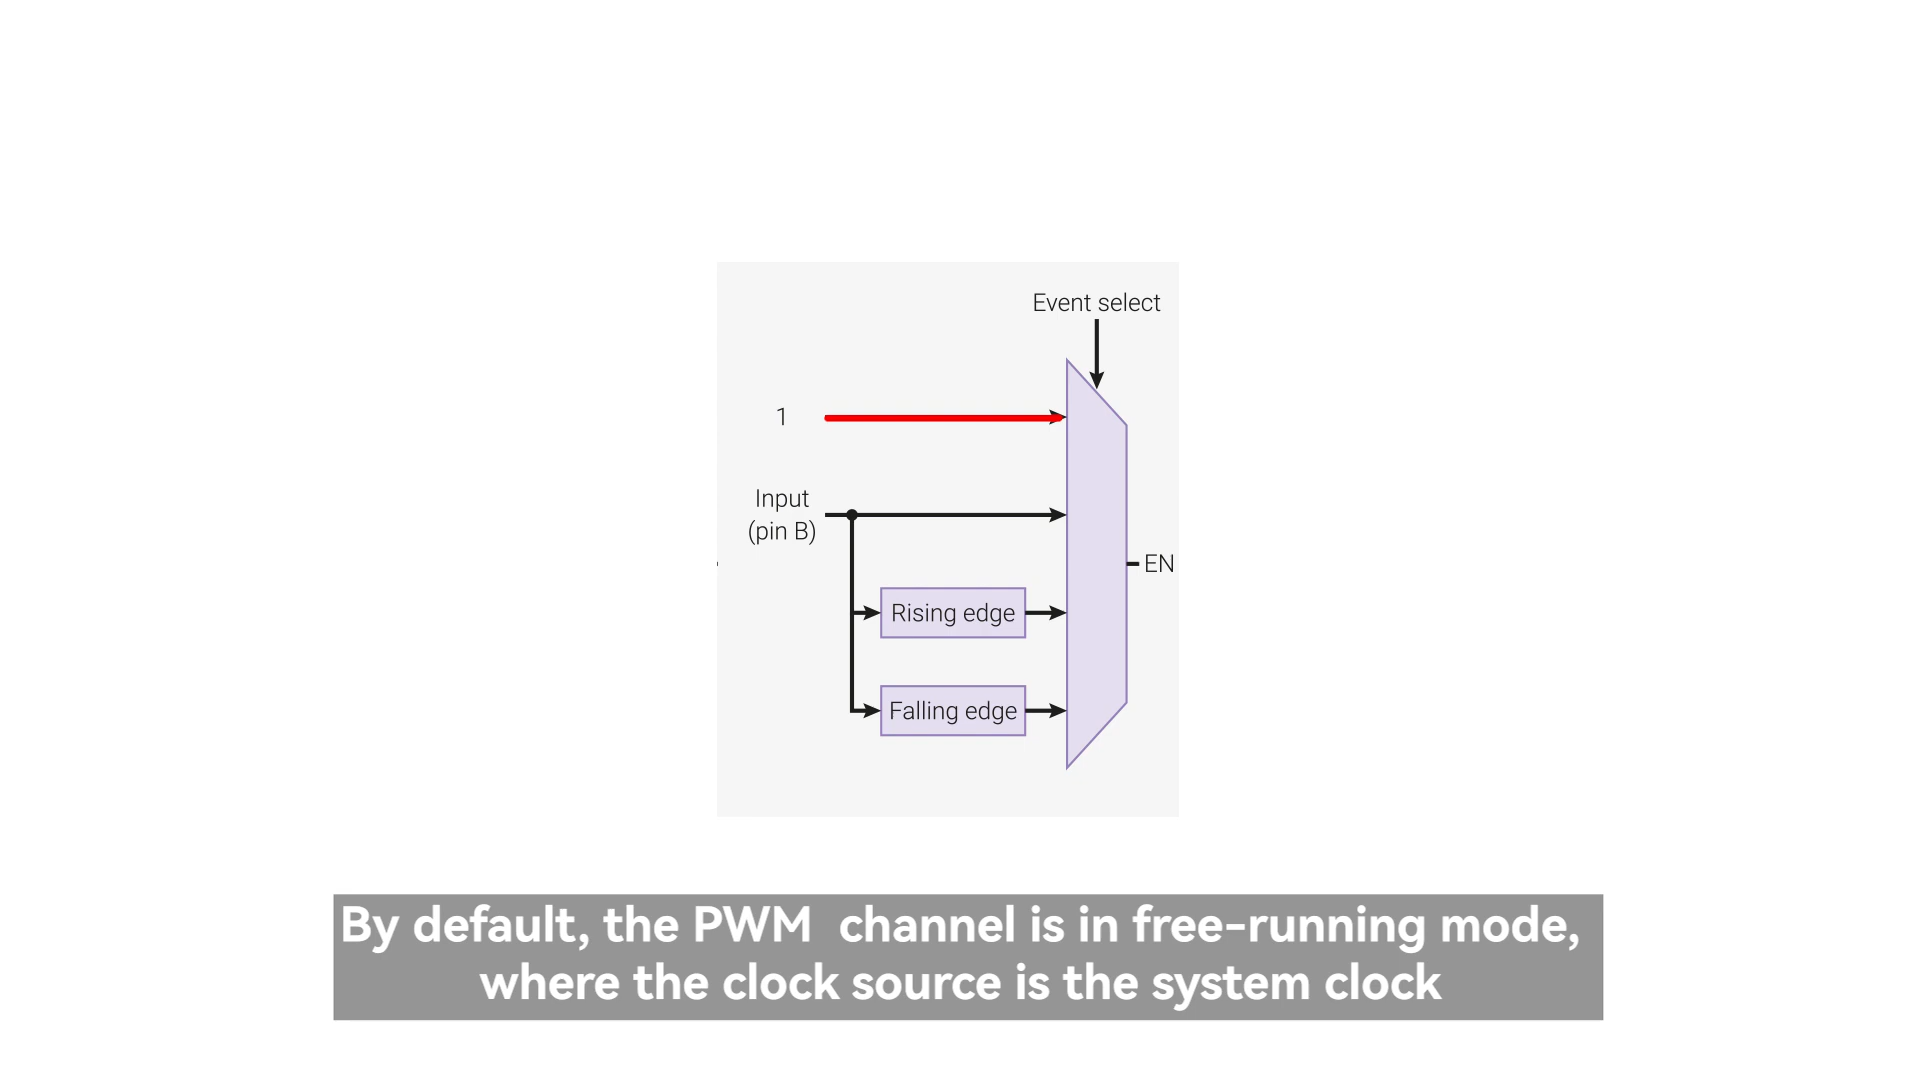 Event select
1
Input
(pin B)
EN
Rising edge
Falling edge
By default, the PWM  channel is in free-running mode,
where the clock source is the system clock